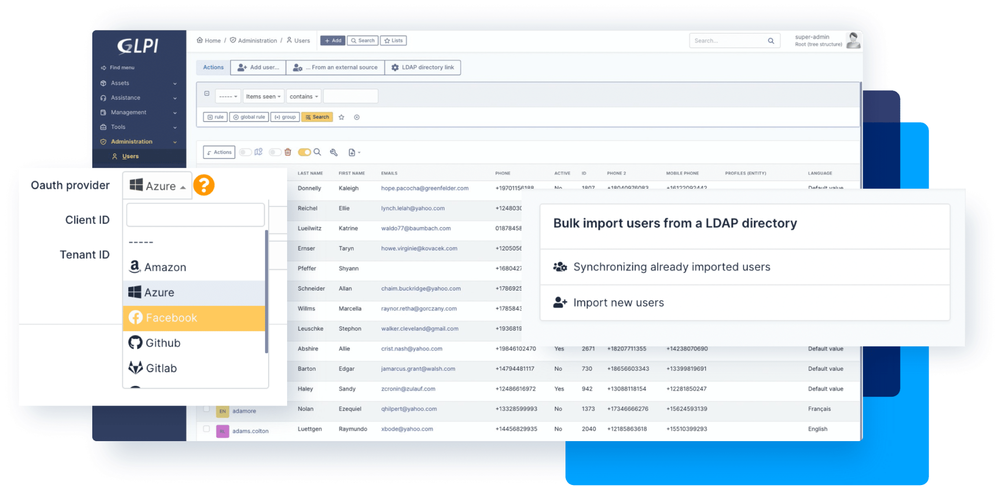 GLPI
Find menu
Assets
Assistance
Management
Tools
Administration
Users
Home / Administration / Users
Add
Search
Lists
Search...
super-admin
Root (tree structure)
Actions
Add user...
... From an external source
LDAP directory link
-----
Items seen
contains
rule
global rule
(+) group
Search
Actions
LAST NAME FIRST NAME EMAILS PHONE ACTIVE ID PHONE 2 MOBILE PHONE PROFILES (ENTITY) LANGUAGE
Donnelly Kaleigh hope.pacocha@greenfelder.com +19701156188 No 1807 +18040976083 +16122092442 Default value
Reichel Ellie lynch.lelah@yahoo.com +1248030
Lueilwitz Katrine waldo77@baumbach.com 01878458
Ernser Taryn howe.virginie@kovacek.com +1205056
Pfeffer Shyann +1680427
Schneider Allan chaim.buckridge@yahoo.com +1786925
Willms Marcella raynor.retha@gorczany.com +1785843
Leuschke Stephon walker.cleveland@gmail.com +1936819
Abshire Allie crist.nash@yahoo.com +19846102470 Yes 2671 +18207711355 +14238070690 Default value
Barton Edgar jamarcus.grant@walsh.com +14794481117 No 730 +18656603343 +13399819691 Default value
Haley Sandy zcronin@zulauf.com +12486616972 Yes 942 +13088118154 +12281850247 Default value
EN adamore Nolan Ezequiel qhilpert@yahoo.com +13328599993 No 1373 +17346666276 +15624593139 Français
RL adams.colton Luettgen Raymundo xbode@yahoo.com +14456829935 No 2040 +12185863618 +15510399293 English
Oauth provider
Azure
?
Client ID
Tenant ID
-----
Amazon
Azure
Facebook
Github
Gitlab
Bulk import users from a LDAP directory
Synchronizing already imported users
Import new users